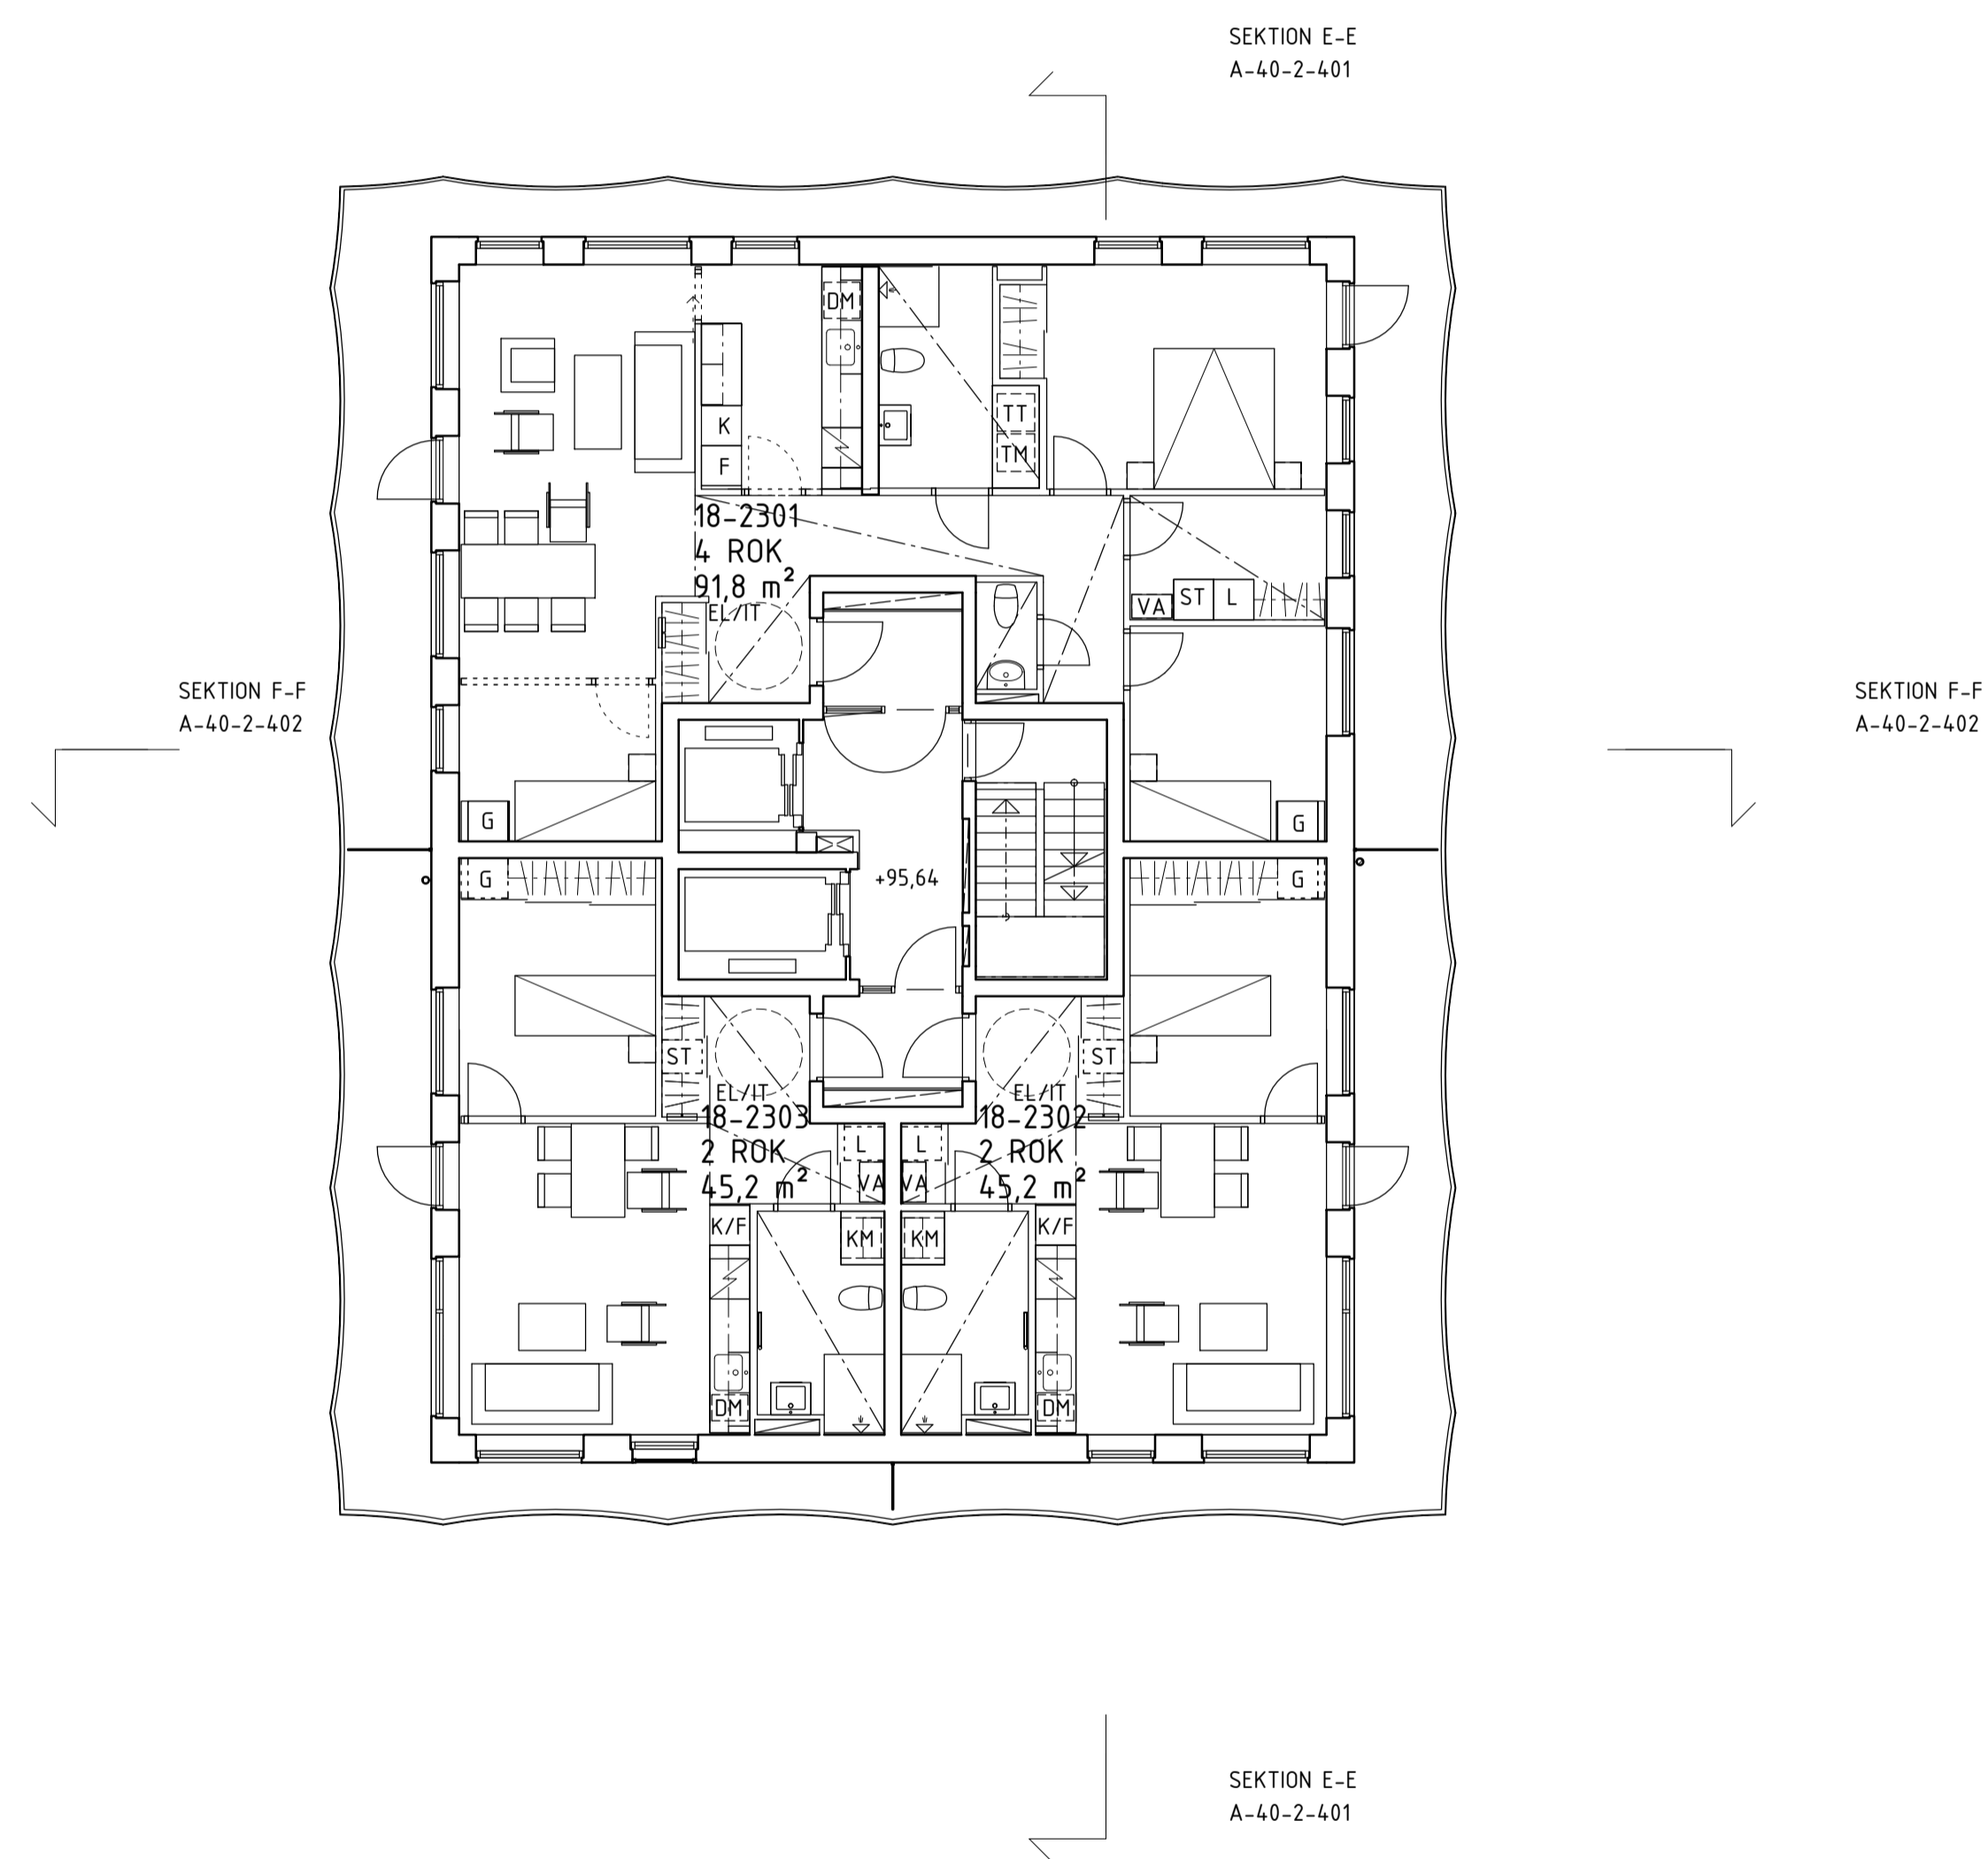 SEKTION E-E
A-40-2-401
DM
K
F
TT
TM
18-2301
4 ROK
91,8 m²
EL/IT
VA
ST
L
SEKTION F-F
A-40-2-402
SEKTION F-F
A-40-2-402
G
G
G
G
+95,64
ST
ST
EL/IT
EL/IT
18-2303
2 ROK
45,2 m²
18-2302
2 ROK
45,2 m²
L
L
VA
VA
K/F
KM
KM
K/F
DM
DM
SEKTION E-E
A-40-2-401